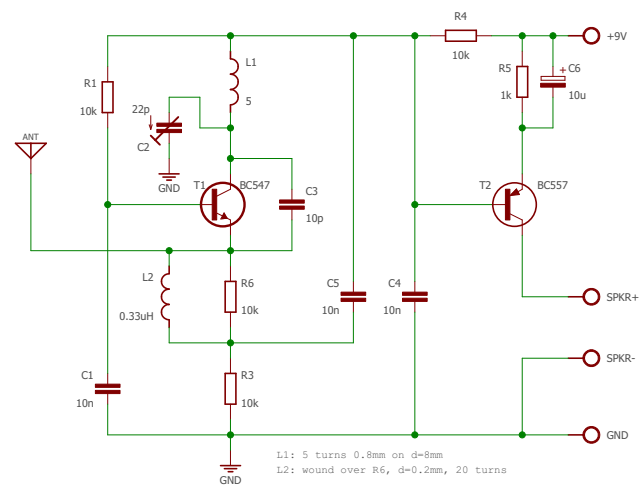 R4
10k
+9V
L1
5
R1
10k
R5
1k
C6
+
10u
22p
C2
ANT
GND
T1
BC547
C3
10p
T2
BC557
L2
0.33uH
R6
10k
C5
10n
C4
10n
SPKR+
SPKR-
C1
10n
R3
10k
GND
GND
L1: 5 turns 0.8mm on d=8mm
L2: wound over R6, d=0.2mm, 20 turns